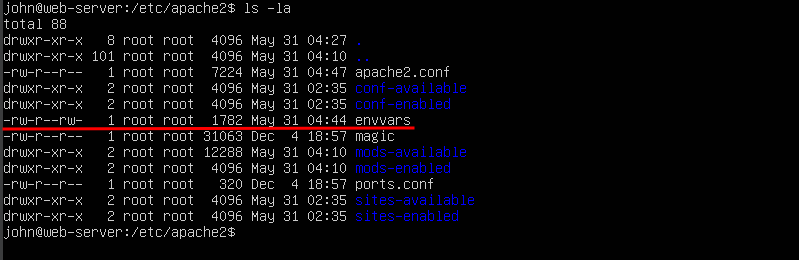 john@web-server:/etc/apache2$ ls -la
total 88
drwxr-xr-x   8 root root  4096 May 31 04:27 .
drwxr-xr-x 101 root root  4096 May 31 04:10 ..
-rw-r--r--   1 root root  7224 May 31 04:47 apache2.conf
drwxr-xr-x   2 root root  4096 May 31 02:35 conf-available
drwxr-xr-x   2 root root  4096 May 31 02:35 conf-enabled
-rw-r--rw-   1 root root  1782 May 31 04:44 envvars
-rw-r--r--   1 root root 31063 Dec  4 18:57 magic
drwxr-xr-x   2 root root 12288 May 31 04:10 mods-available
drwxr-xr-x   2 root root  4096 May 31 04:10 mods-enabled
-rw-r--r--   1 root root   320 Dec  4 18:57 ports.conf
drwxr-xr-x   2 root root  4096 May 31 02:35 sites-available
drwxr-xr-x   2 root root  4096 May 31 02:35 sites-enabled
john@web-server:/etc/apache2$